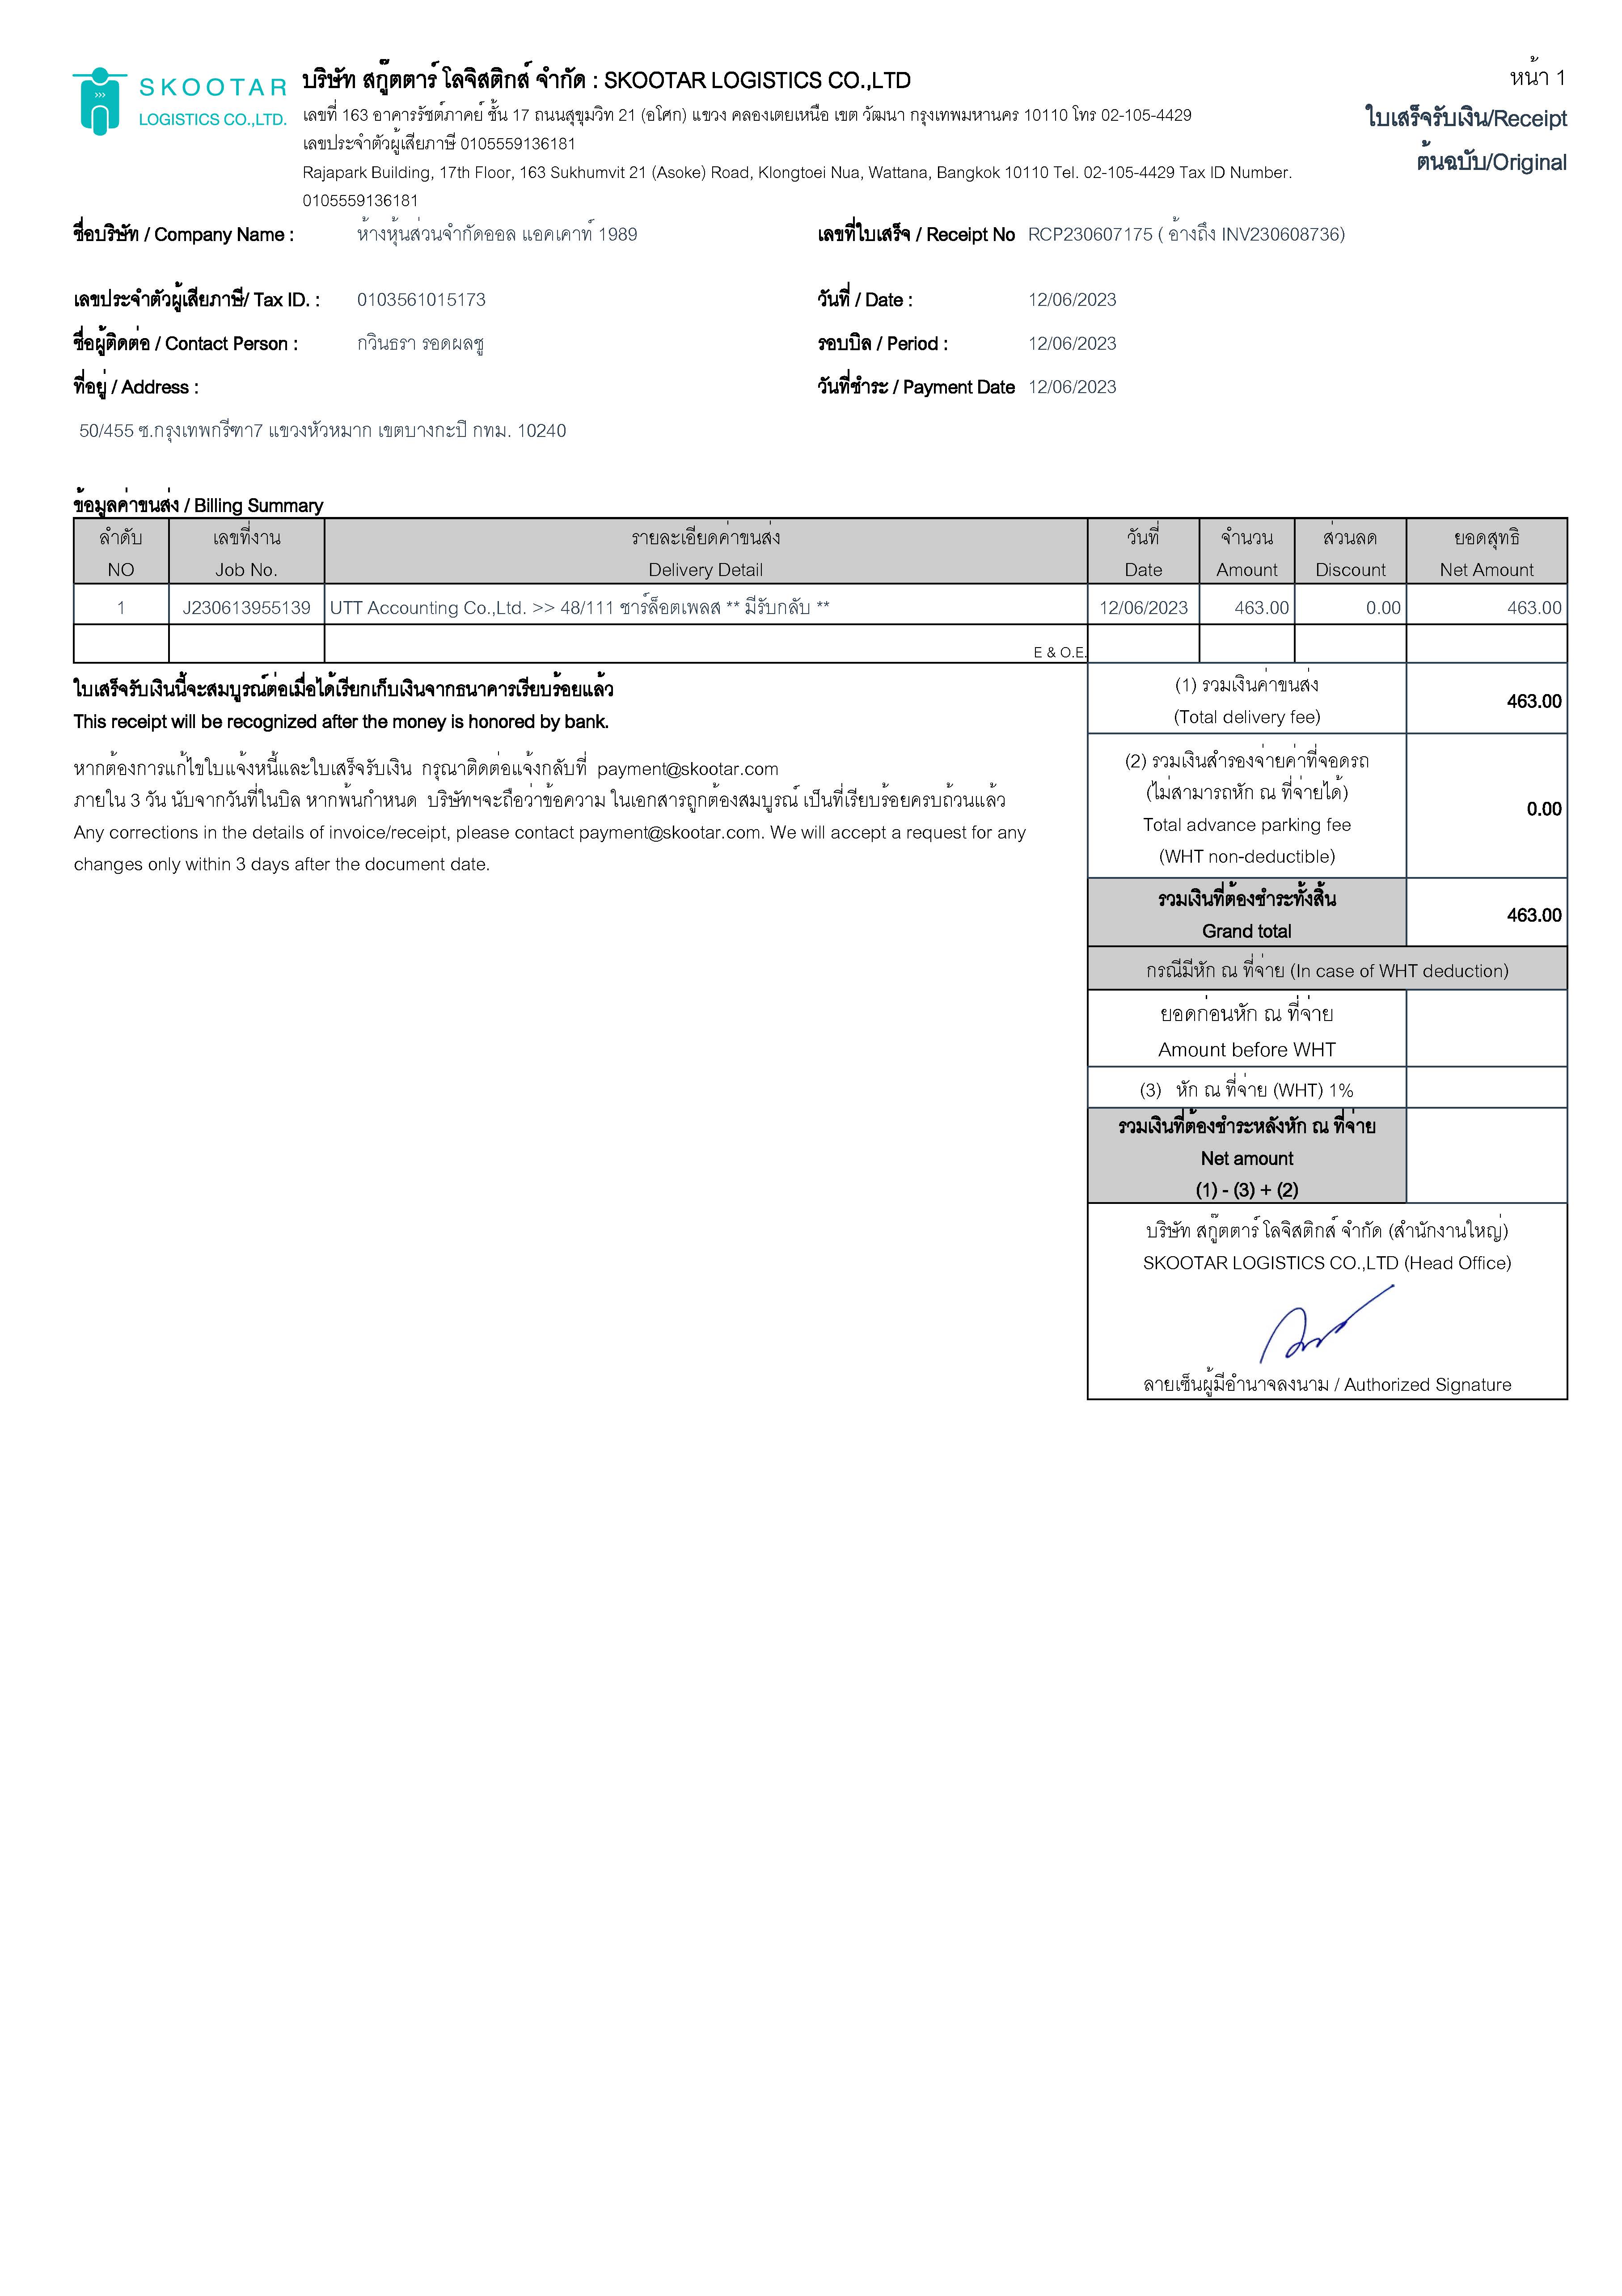 SKOOTAR
LOGISTICS CO.,LTD.
บริษัท สกู๊ตตาร์ โลจิสติกส์ จำกัด : SKOOTAR LOGISTICS CO.,LTD
เลขที่ 163 อาคารรัชต์ภาคย์ ชั้น 17 ถนนสุขุมวิท 21 (อโศก) แขวง คลองเตยเหนือ เขต วัฒนา กรุงเทพมหานคร 10110 โทร 02-105-4429
เลขประจำตัวผู้เสียภาษี 0105559136181
Rajapark Building, 17th Floor, 163 Sukhumvit 21 (Asoke) Road, Klongtoei Nua, Wattana, Bangkok 10110 Tel. 02-105-4429 Tax ID Number.
0105559136181
หน้า 1
ใบเสร็จรับเงิน/Receipt
ต้นฉบับ/Original
ชื่อบริษัท / Company Name : ห้างหุ้นส่วนจำกัดออล แอคเคาท์ 1989
เลขที่ใบเสร็จ / Receipt No RCP230607175 ( อ้างถึง INV230608736)
เลขประจำตัวผู้เสียภาษี/ Tax ID. : 0103561015173
วันที่ / Date : 12/06/2023
ชื่อผู้ติดต่อ / Contact Person : กวินธรา รอดผลชู
รอบบิล / Period : 12/06/2023
ที่อยู่ / Address :
วันที่ชำระ / Payment Date 12/06/2023
50/455 ซ.กรุงเทพกรีฑา7 แขวงหัวหมาก เขตบางกะปิ กทม. 10240
ข้อมูลค่าขนส่ง / Billing Summary
ลำดับ เลขที่งาน รายละเอียดค่าขนส่ง วันที่ จำนวน ส่วนลด ยอดสุทธิ
NO Job No. Delivery Detail Date Amount Discount Net Amount
1 J230613955139 UTT Accounting Co.,Ltd. >> 48/111 ชาร์ล็อตเพลส ** มีรับกลับ ** 12/06/2023 463.00 0.00 463.00
E & O.E.
ใบเสร็จรับเงินนี้จะสมบูรณ์ต่อเมื่อได้เรียกเก็บเงินจากธนาคารเรียบร้อยแล้ว
This receipt will be recognized after the money is honored by bank.
หากต้องการแก้ไขใบแจ้งหนี้และใบเสร็จรับเงิน กรุณาติดต่อแจ้งกลับที่ payment@skootar.com
ภายใน 3 วัน นับจากวันที่ในบิล หากพ้นกำหนด บริษัทฯจะถือว่าข้อความ ในเอกสารถูกต้องสมบูรณ์ เป็นที่เรียบร้อยครบถ้วนแล้ว
Any corrections in the details of invoice/receipt, please contact payment@skootar.com. We will accept a request for any
changes only within 3 days after the document date.
(1) รวมเงินค่าขนส่ง
(Total delivery fee)
463.00
(2) รวมเงินสำรองจ่ายค่าที่จอดรถ
(ไม่สามารถหัก ณ ที่จ่ายได้)
Total advance parking fee
(WHT non-deductible)
0.00
รวมเงินที่ต้องชำระทั้งสิ้น
Grand total
463.00
กรณีมีหัก ณ ที่จ่าย (In case of WHT deduction)
ยอดก่อนหัก ณ ที่จ่าย
Amount before WHT
(3) หัก ณ ที่จ่าย (WHT) 1%
รวมเงินที่ต้องชำระหลังหัก ณ ที่จ่าย
Net amount
(1) - (3) + (2)
บริษัท สกู๊ตตาร์ โลจิสติกส์ จำกัด (สำนักงานใหญ่)
SKOOTAR LOGISTICS CO.,LTD (Head Office)
ลายเซ็นผู้มีอำนาจลงนาม / Authorized Signature